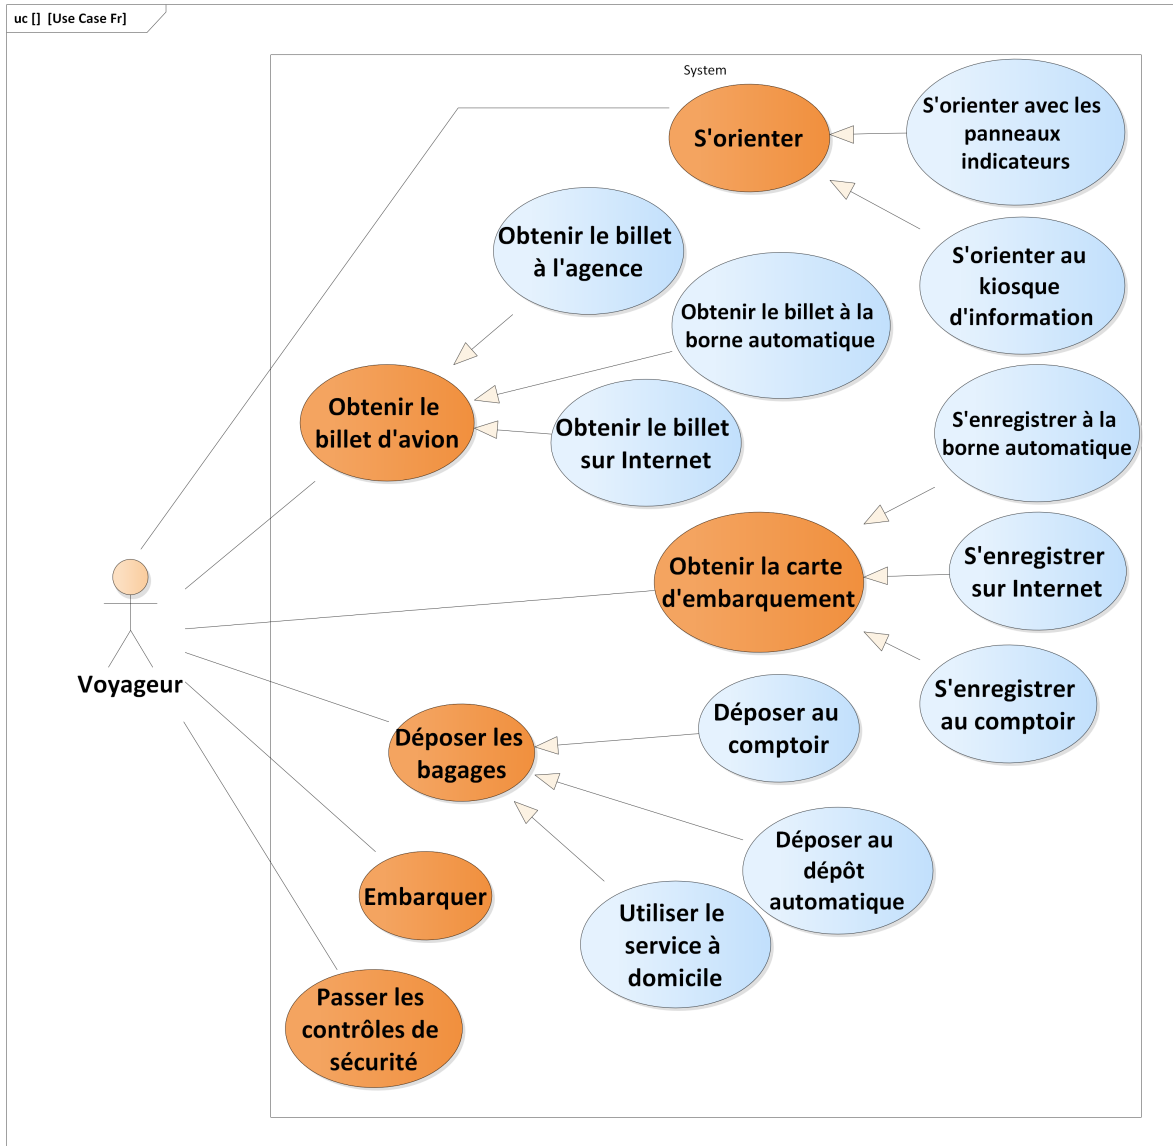 uc [] [Use Case Fr]
System
S'orienter
S'orienter avec les
panneaux
indicateurs
S'orienter au
kiosque
d'information
Obtenir le billet
à l'agence
Obtenir le billet à la
borne automatique
Obtenir le
billet d'avion
Obtenir le billet
sur Internet
S'enregistrer à la
borne automatique
Obtenir la carte
d'embarquement
S'enregistrer
sur Internet
S'enregistrer
au comptoir
Voyageur
Déposer les
bagages
Déposer au
comptoir
Déposer au
dépôt
automatique
Embarquer
Utiliser le
service à
domicile
Passer les
contrôles de
sécurité